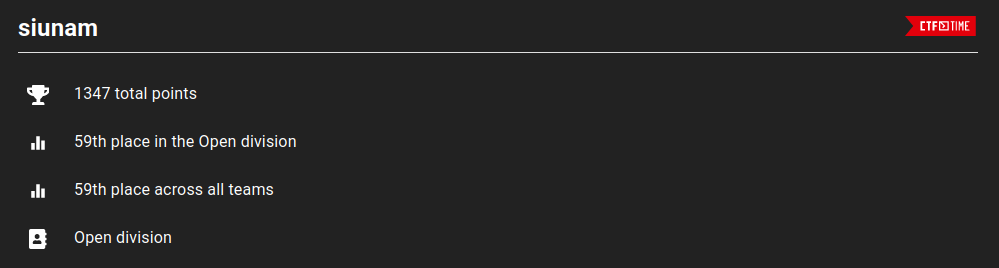 siunam
CTF TIME
1347 total points
59th place in the Open division
59th place across all teams
Open division